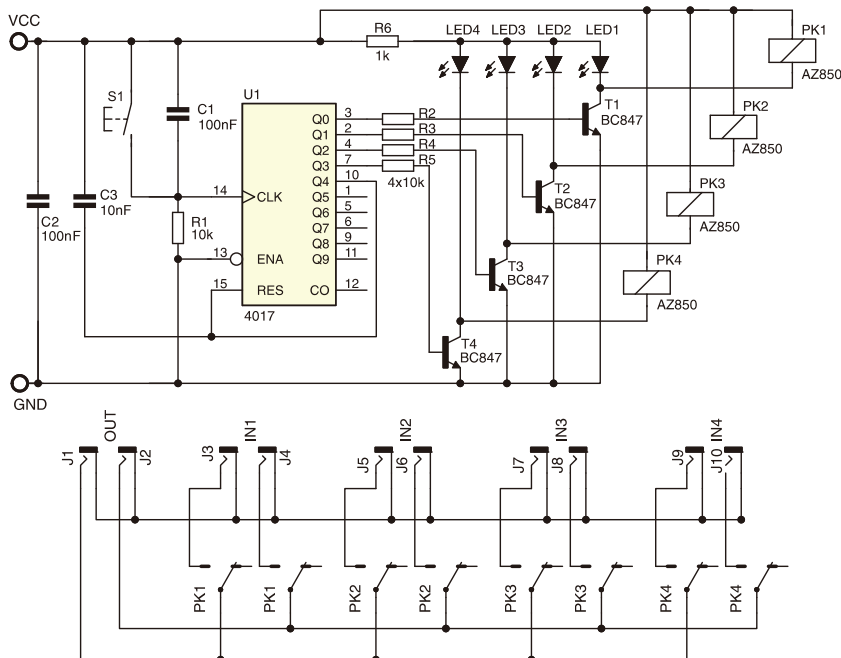 VCC
R6
1k
LED4 LED3 LED2 LED1
PK1
AZ850
S1
C1
100nF
U1
Q0 3
Q1 2
Q2 4
Q3 7
Q4 10
Q5 1
Q6 5
Q7 6
Q8 9
Q9 11
CO 12
14 CLK
13 ENA
15 RES
4017
R2
R3
R4
R5
4x10k
T1
BC847
PK2
AZ850
T2
BC847
PK3
AZ850
T3
BC847
PK4
AZ850
T4
BC847
C2
100nF
C3
10nF
R1
10k
GND
J1 OUT J2 J3 IN1 J4 J5 IN2 J6 J7 IN3 J8 J9 IN4 J10
PK1 PK1 PK2 PK2 PK3 PK3 PK4 PK4